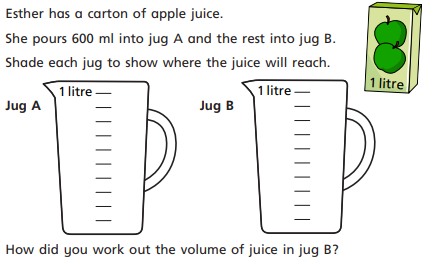 Esther has a carton of apple juice.
She pours 600 ml into jug A and the rest into jug B.
Shade each jug to show where the juice will reach.
1 litre
Jug A
1 litre
Jug B
1 litre
How did you work out the volume of juice in jug B?